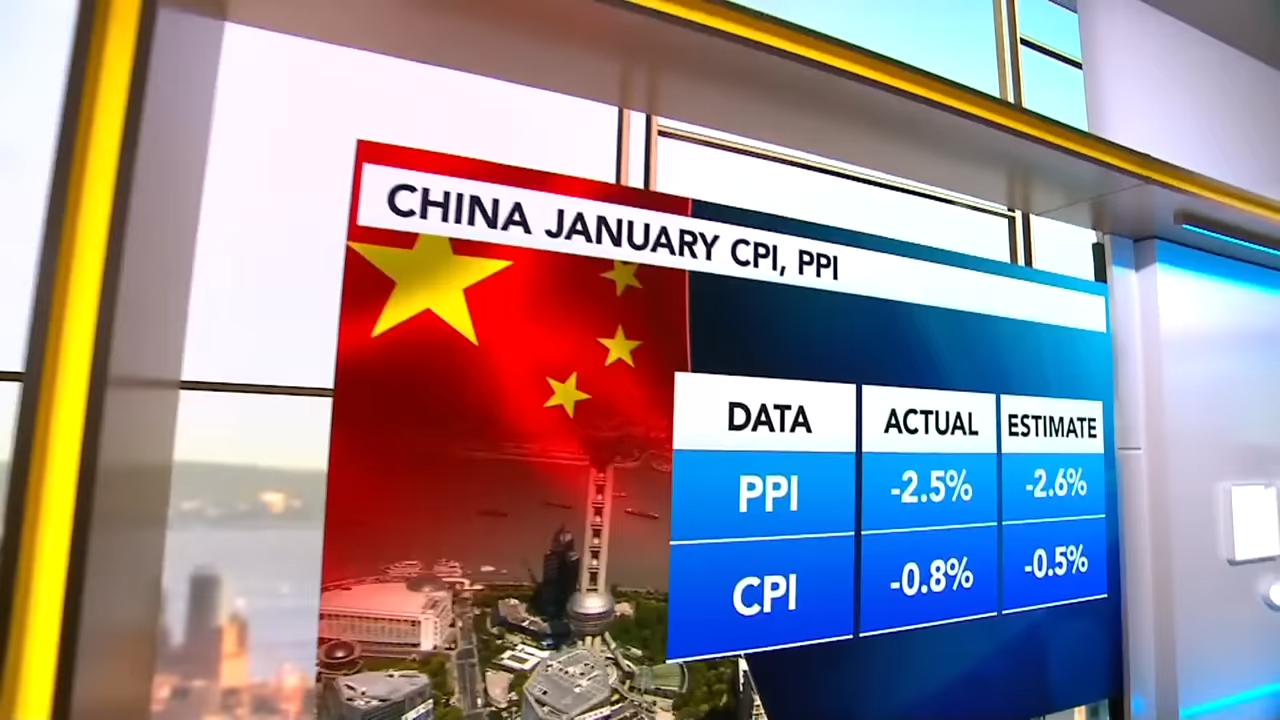 CHINA JANUARY CPI, PPI
DATA ACTUAL ESTIMATE
PPI -2.5% -2.6%
CPI -0.8% -0.5%